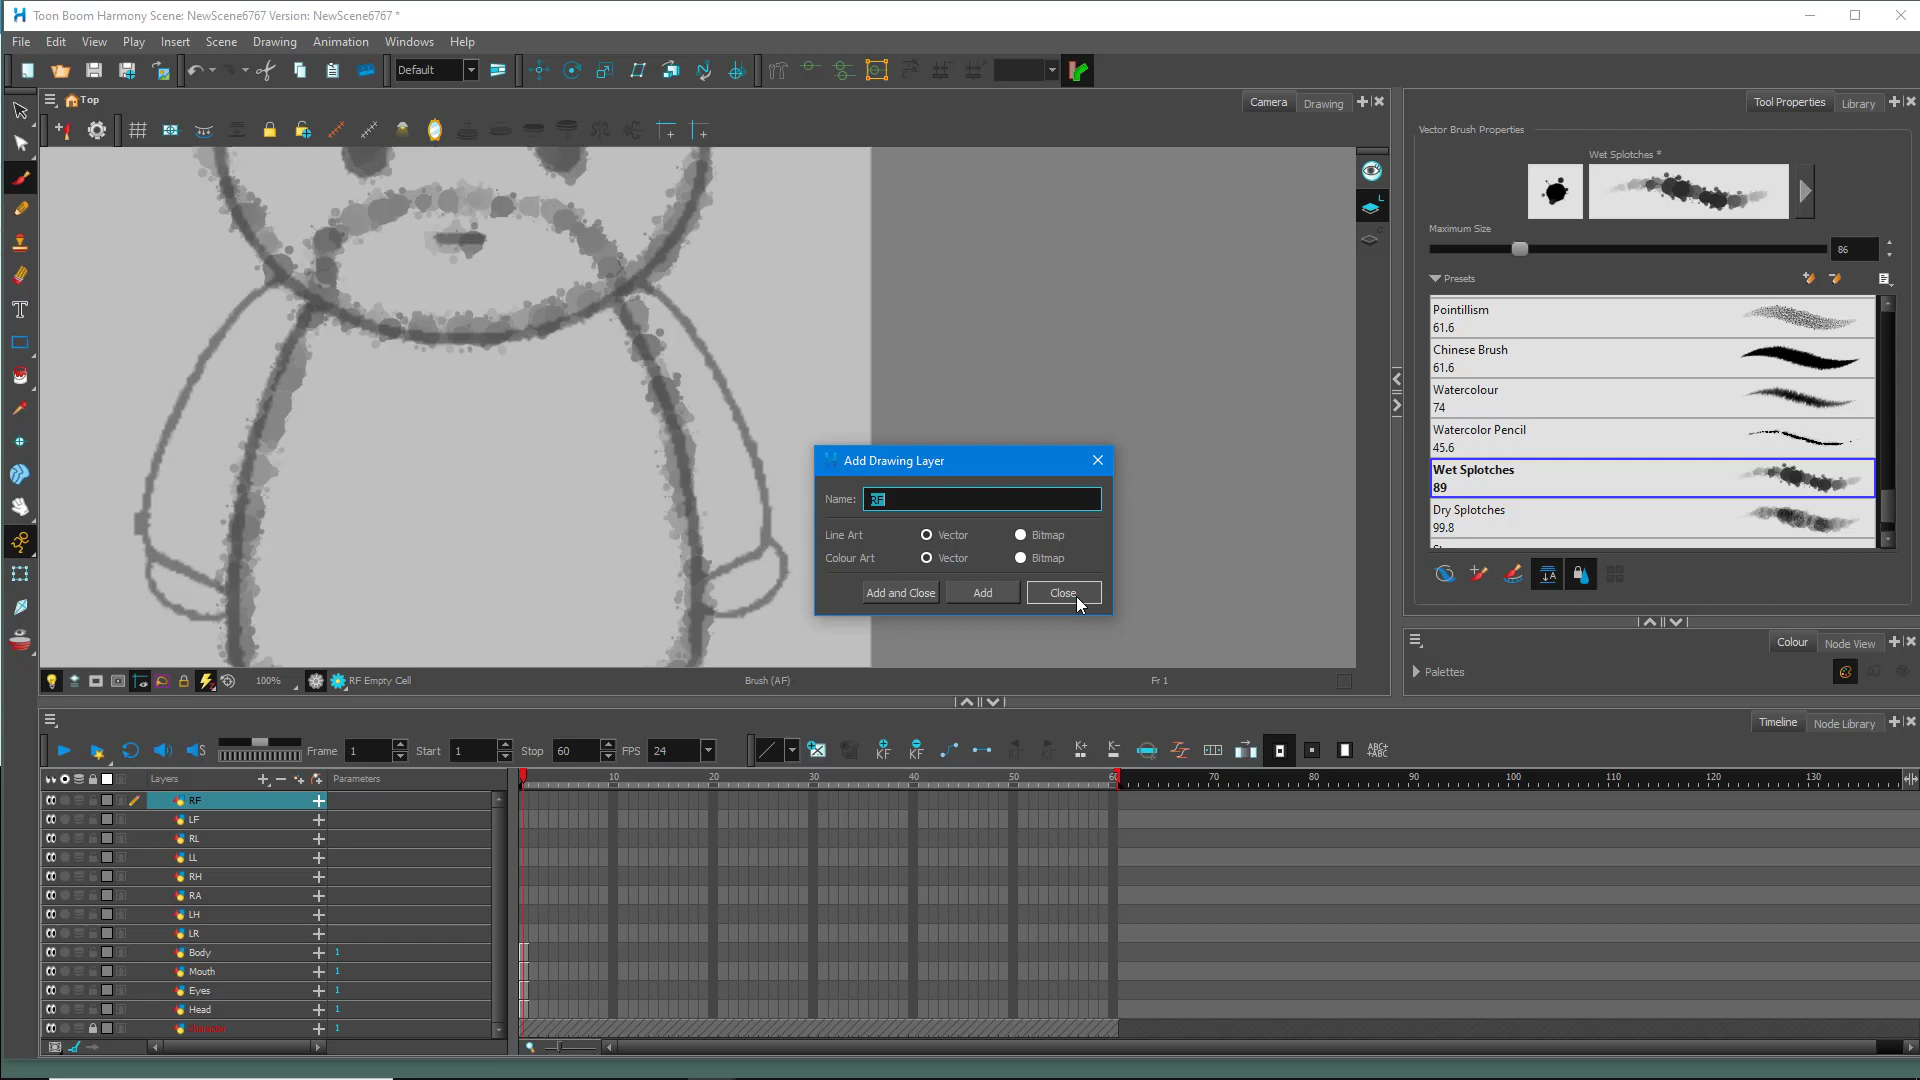 Toon Boom Harmony Scene: NewScene6767 Version: NewScene6767 *
File Edit View Play Insert Scene Drawing Animation Windows Help
Default
Top
Camera Drawing
Tool Properties Library
Vector Brush Properties
Wet Splotches *
Maximum Size
86
Presets
Pointillism
61.6
Chinese Brush
61.6
Watercolour
74
Watercolor Pencil
45.6
Wet Splotches
89
Dry Splotches
99.8
Add Drawing Layer
Name: RF
Line Art Vector Bitmap
Colour Art Vector Bitmap
Add and Close Add Close
Colour Node View
Palettes
100% RF Empty Cell Brush (AF) Fr 1
Timeline Node Library
Frame 1 Start 1 Stop 60 FPS 24
Layers Parameters
10 20 30 40 50 60 70 80 90 100 110 120 130
RF
LF
RL
LL
RH
RA
LH
LR
Body 1
Mouth 1
Eyes 1
Head 1
1